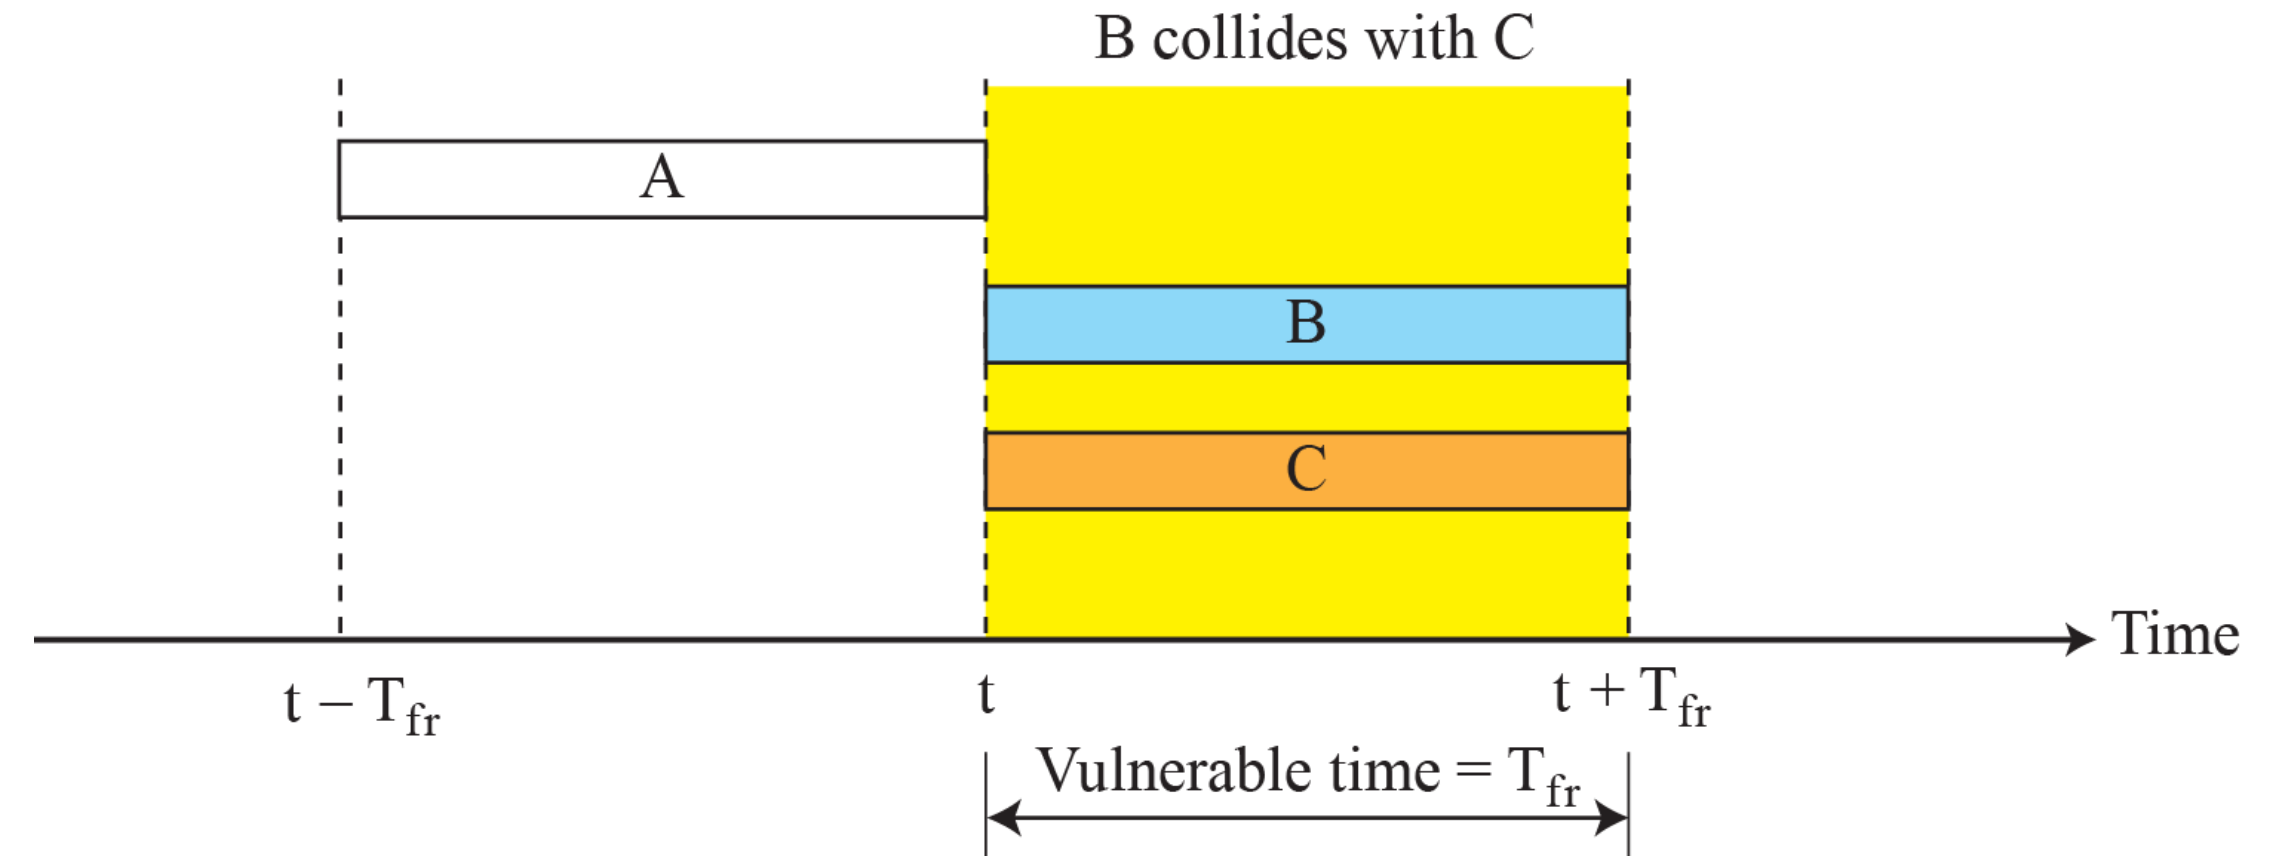 B collides with C
A
B
C
Time
t – Tfr
t
t + Tfr
Vulnerable time = Tfr